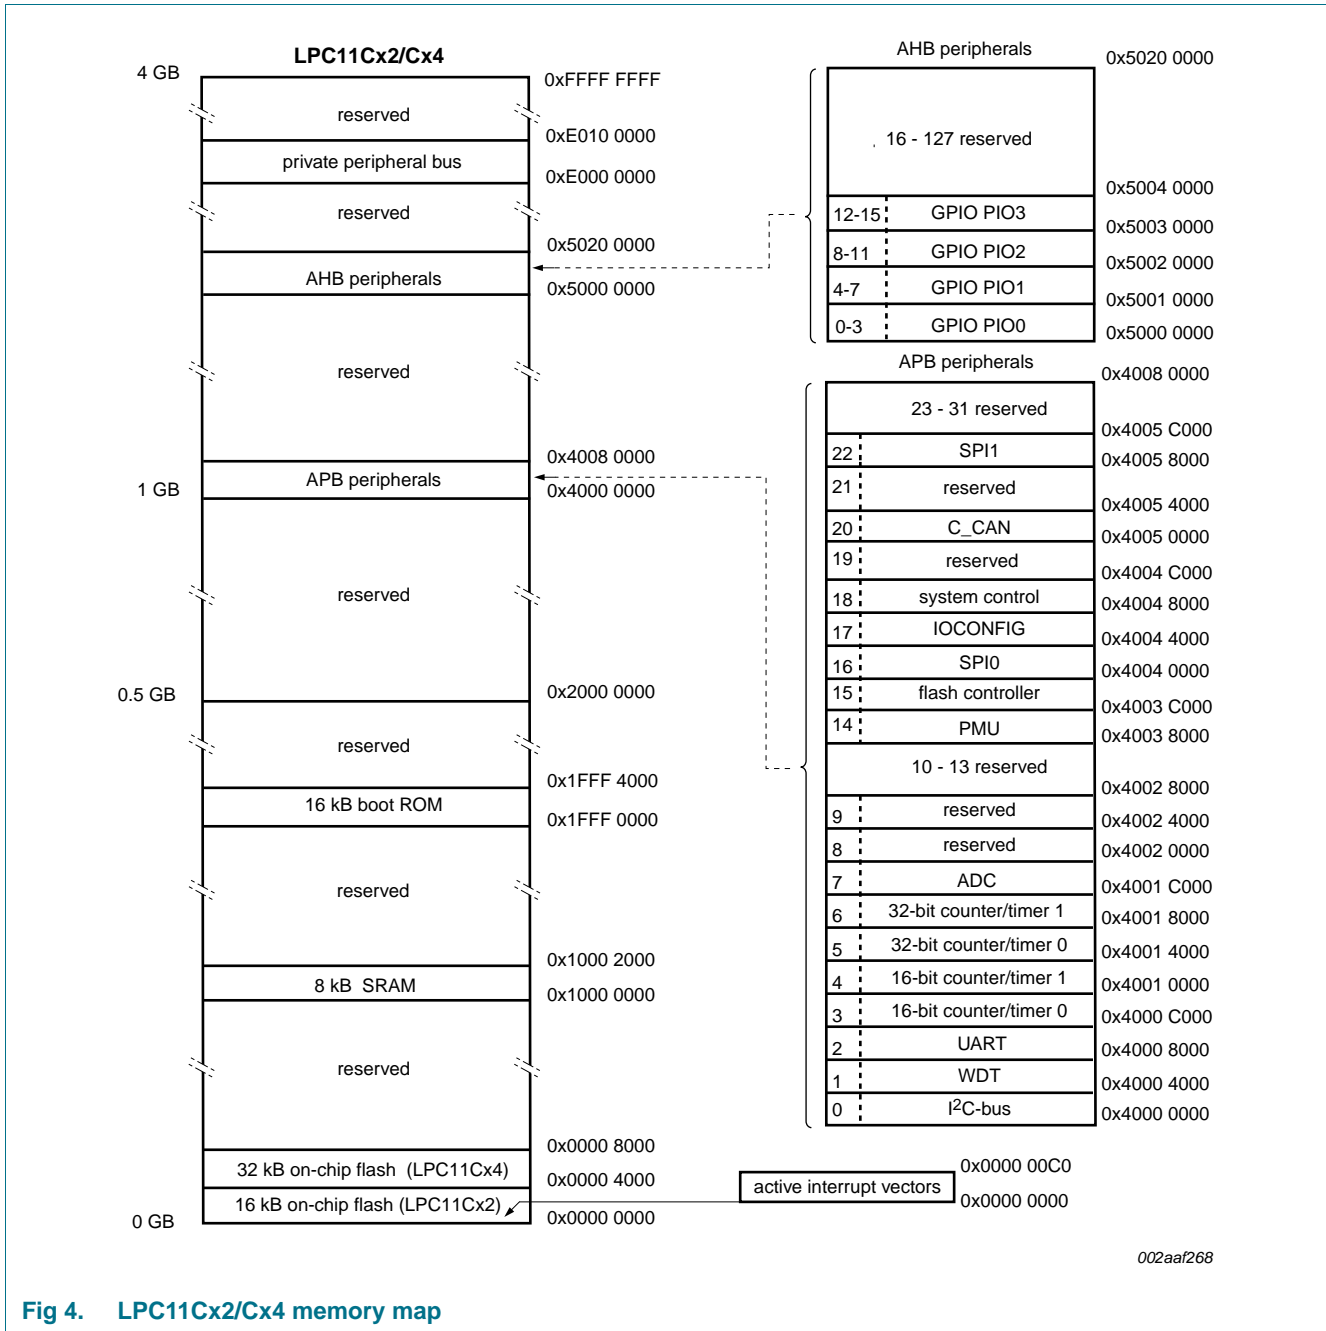 LPC11Cx2/Cx4
4 GB
0xFFFF FFFF
reserved
0xE010 0000
private peripheral bus
0xE000 0000
reserved
0x5020 0000
AHB peripherals
0x5000 0000
reserved
0x4008 0000
APB peripherals
1 GB
0x4000 0000
reserved
0x2000 0000
0.5 GB
reserved
0x1FFF 4000
16 kB boot ROM
0x1FFF 0000
reserved
0x1000 2000
8 kB SRAM
0x1000 0000
reserved
0x0000 8000
32 kB on-chip flash (LPC11Cx4)
0x0000 4000
16 kB on-chip flash (LPC11Cx2)
0 GB
0x0000 0000
AHB peripherals
0x5020 0000
16 - 127 reserved
0x5004 0000
12-15 GPIO PIO3
0x5003 0000
8-11 GPIO PIO2
0x5002 0000
4-7 GPIO PIO1
0x5001 0000
0-3 GPIO PIO0
0x5000 0000
APB peripherals
0x4008 0000
23 - 31 reserved
0x4005 C000
22 SPI1
0x4005 8000
21 reserved
0x4005 4000
20 C_CAN
0x4005 0000
19 reserved
0x4004 C000
18 system control
0x4004 8000
17 IOCONFIG
0x4004 4000
16 SPI0
0x4004 0000
15 flash controller
0x4003 C000
14 PMU
0x4003 8000
10 - 13 reserved
0x4002 8000
9 reserved
0x4002 4000
8 reserved
0x4002 0000
7 ADC
0x4001 C000
6 32-bit counter/timer 1
0x4001 8000
5 32-bit counter/timer 0
0x4001 4000
4 16-bit counter/timer 1
0x4001 0000
3 16-bit counter/timer 0
0x4000 C000
2 UART
0x4000 8000
1 WDT
0x4000 4000
0 I2C-bus
0x4000 0000
0x0000 00C0
active interrupt vectors
0x0000 0000
002aaf268
Fig 4. LPC11Cx2/Cx4 memory map